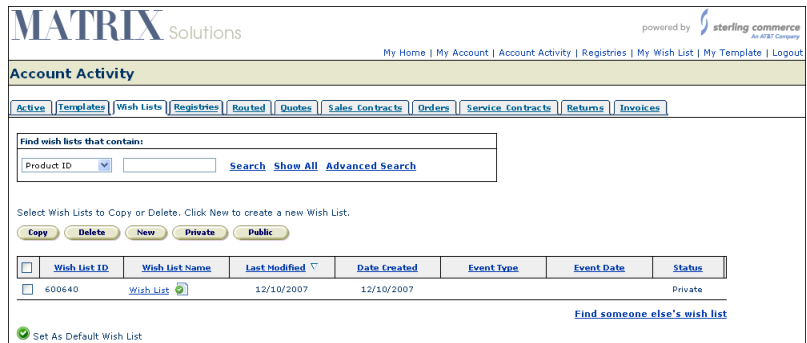 MATRIX Solutions
powered by sterling commerce
An AT&T Company
My Home | My Account | Account Activity | Registries | My Wish List | My Template | Logout
Account Activity
Active Templates Wish Lists Registries Routed Quotes Sales Contracts Orders Service Contracts Returns Invoices
Find wish lists that contain:
Product ID Search Show All Advanced Search
Select Wish Lists to Copy or Delete. Click New to create a new Wish List.
Copy Delete New Private Public
Wish List ID Wish List Name Last Modified Date Created Event Type Event Date Status
600640 Wish List 12/10/2007 12/10/2007 Private
Find someone else's wish list
Set As Default Wish List